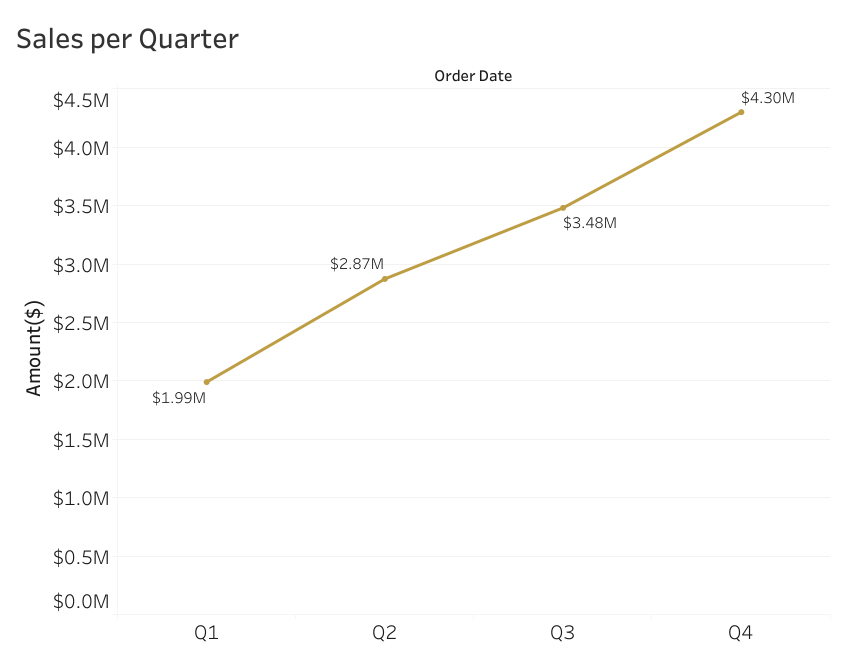 Sales per Quarter
Order Date
Amount($)
$4.5M
$4.0M
$3.5M
$3.0M
$2.5M
$2.0M
$1.5M
$1.0M
$0.5M
$0.0M
$1.99M
$2.87M
$3.48M
$4.30M
Q1 Q2 Q3 Q4